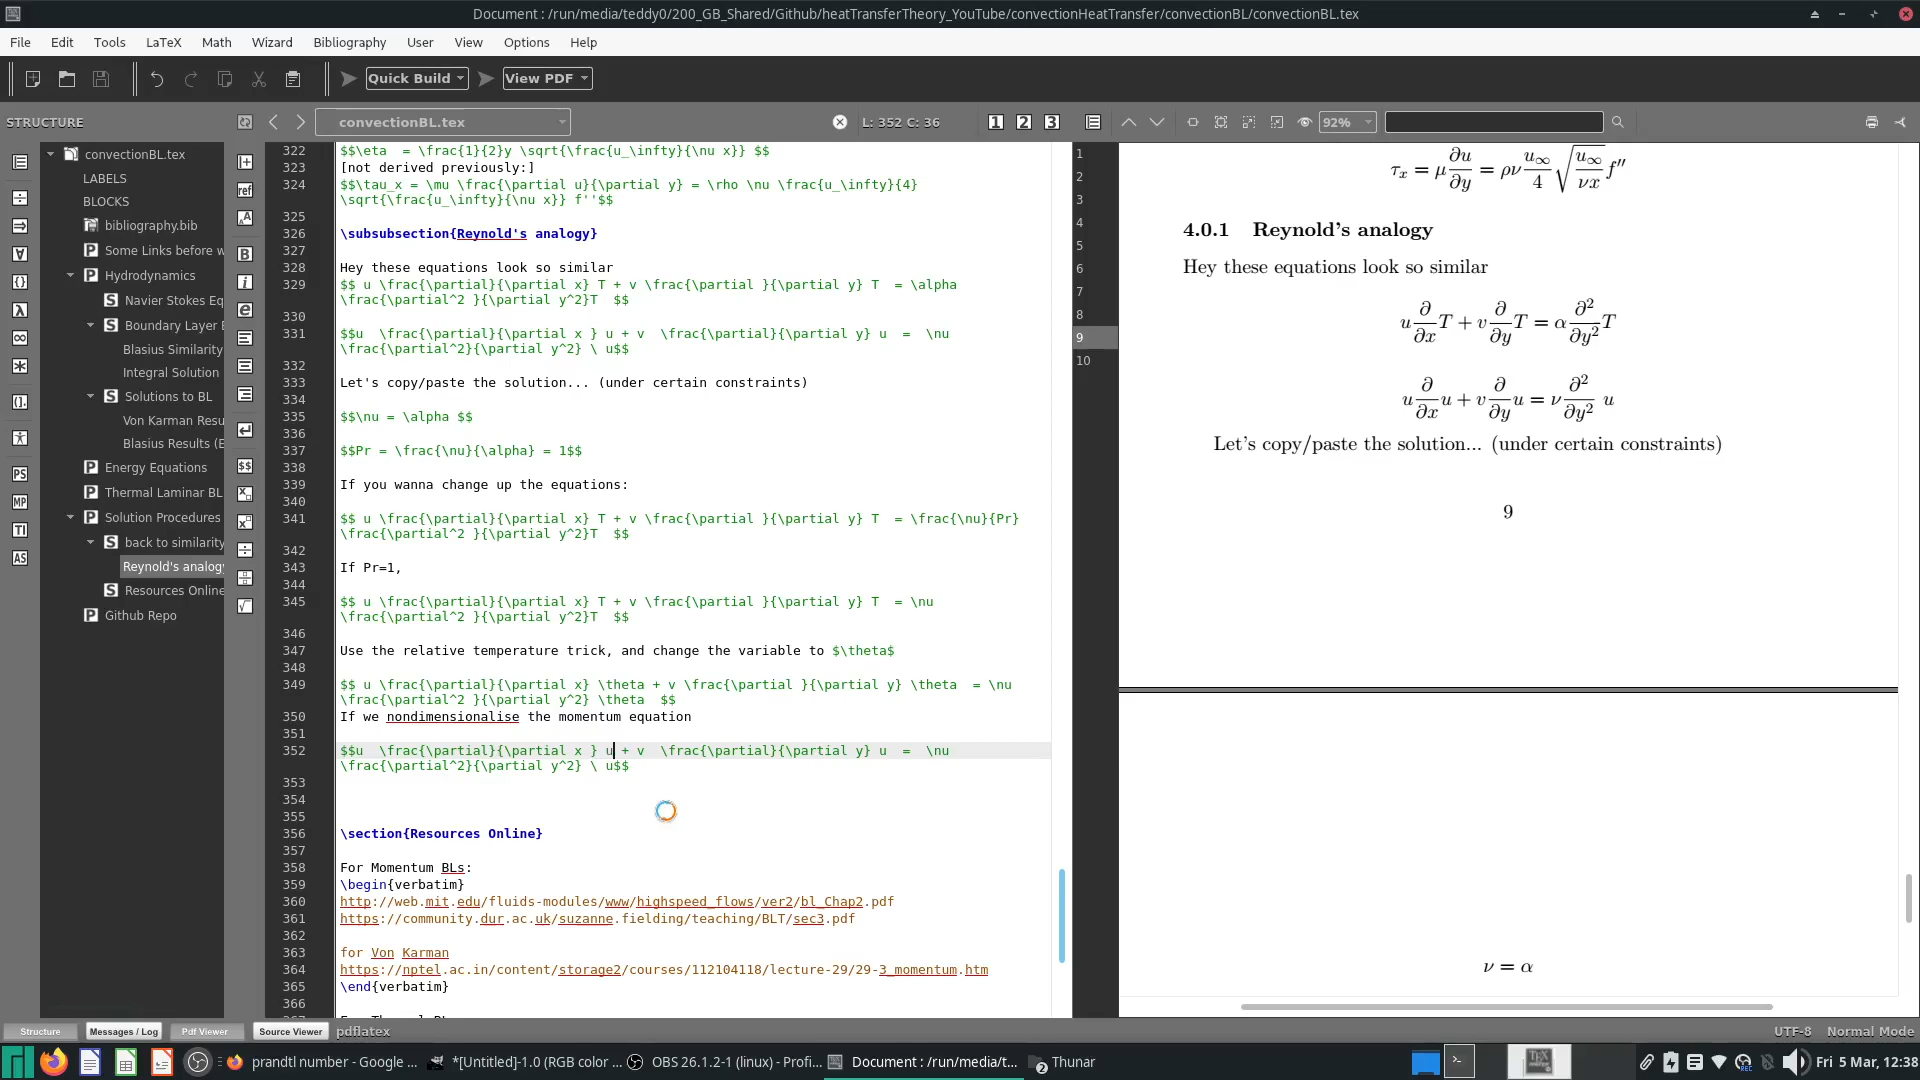 Document : /run/media/teddy0/200_GB_Shared/Github/heatTransferTheory_YouTube/convectionHeatTransfer/convectionBL/convectionBL.tex
File Edit Tools LaTeX Math Wizard Bibliography User View Options Help
Quick Build View PDF
STRUCTURE
convectionBL.tex
L: 352 C: 36
1 2 3
92%
convectionBL.tex
LABELS
BLOCKS
bibliography.bib
Some Links before w
Hydrodynamics
Navier Stokes Eq
Boundary Layer E
Blasius Similarity
Integral Solution
Solutions to BL
Von Karman Resu
Blasius Results (E
Energy Equations
Thermal Laminar BL
Solution Procedures
back to similarity
Reynold's analogy
Resources Online
Github Repo
322 $$\eta  = \frac{1}{2}y \sqrt{\frac{u_\infty}{\nu x}} $$
323 [not derived previously:]
324 $$\tau_x = \mu \frac{\partial u}{\partial y} = \rho \nu \frac{u_\infty}{4}
\sqrt{\frac{u_\infty}{\nu x}} f''$$
325
326 \subsubsection{Reynold's analogy}
327
328 Hey these equations look so similar
329 $$ u \frac{\partial}{\partial x} T + v \frac{\partial }{\partial y} T  = \alpha
\frac{\partial^2 }{\partial y^2}T  $$
330
331 $$u  \frac{\partial}{\partial x } u + v  \frac{\partial}{\partial y} u  =  \nu
\frac{\partial^2}{\partial y^2} \ u$$
332
333 Let's copy/paste the solution... (under certain constraints)
334
335 $$\nu = \alpha $$
336
337 $$Pr = \frac{\nu}{\alpha} = 1$$
338
339 If you wanna change up the equations:
340
341 $$ u \frac{\partial}{\partial x} T + v \frac{\partial }{\partial y} T  = \frac{\nu}{Pr}
\frac{\partial^2 }{\partial y^2}T  $$
342
343 If Pr=1,
344
345 $$ u \frac{\partial}{\partial x} T + v \frac{\partial }{\partial y} T  = \nu
\frac{\partial^2 }{\partial y^2}T  $$
346
347 Use the relative temperature trick, and change the variable to $\theta$
348
349 $$ u \frac{\partial}{\partial x} \theta + v \frac{\partial }{\partial y} \theta  = \nu
\frac{\partial^2 }{\partial y^2} \theta  $$
350 If we nondimensionalise the momentum equation
351
352 $$u  \frac{\partial}{\partial x } u + v  \frac{\partial}{\partial y} u  =  \nu
\frac{\partial^2}{\partial y^2} \ u$$
353
354
355
356 \section{Resources Online}
357
358 For Momentum BLs:
359 \begin{verbatim}
360 http://web.mit.edu/fluids-modules/www/highspeed_flows/ver2/bl_Chap2.pdf
361 https://community.dur.ac.uk/suzanne.fielding/teaching/BLT/sec3.pdf
362
363 for Von Karman
364 https://nptel.ac.in/content/storage2/courses/112104118/lecture-29/29-3_momentum.htm
365 \end{verbatim}
366
1
2
3
4
5
6
7
8
9
10
τx = μ ∂u/∂y = ρν u∞/4 √(u∞/νx) f″
4.0.1 Reynold's analogy
Hey these equations look so similar
u ∂/∂x T + v ∂/∂y T = α ∂²/∂y² T
u ∂/∂x u + v ∂/∂y u = ν ∂²/∂y² u
Let's copy/paste the solution... (under certain constraints)
9
ν = α
Structure Messages / Log Pdf Viewer Source Viewer pdflatex
UTF-8 Normal Mode
prandtl number - Google ... *[Untitled]-1.0 (RGB color ... OBS 26.1.2-1 (linux) - Profi... Document : /run/media/t... 2 Thunar
Fri 5 Mar, 12:38